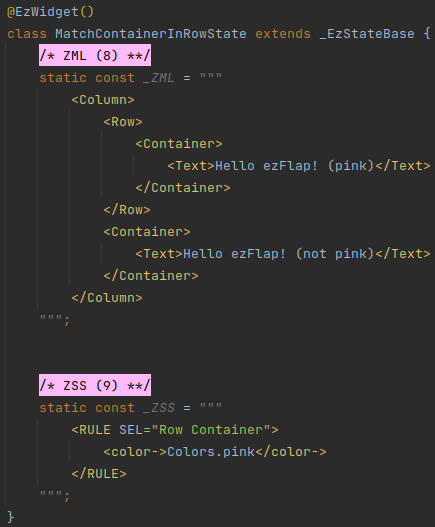 @EzWidget()
class MatchContainerInRowState extends _EzStateBase {
    /* ZML (8) **/
    static const _ZML = """
        <Column>
            <Row>
                <Container>
                    <Text>Hello ezFlap! (pink)</Text>
                </Container>
            </Row>
            <Container>
                <Text>Hello ezFlap! (not pink)</Text>
            </Container>
        </Column>
    """;

    /* ZSS (9) **/
    static const _ZSS = """
        <RULE SEL="Row Container">
            <color->Colors.pink</color->
        </RULE>
    """;
}